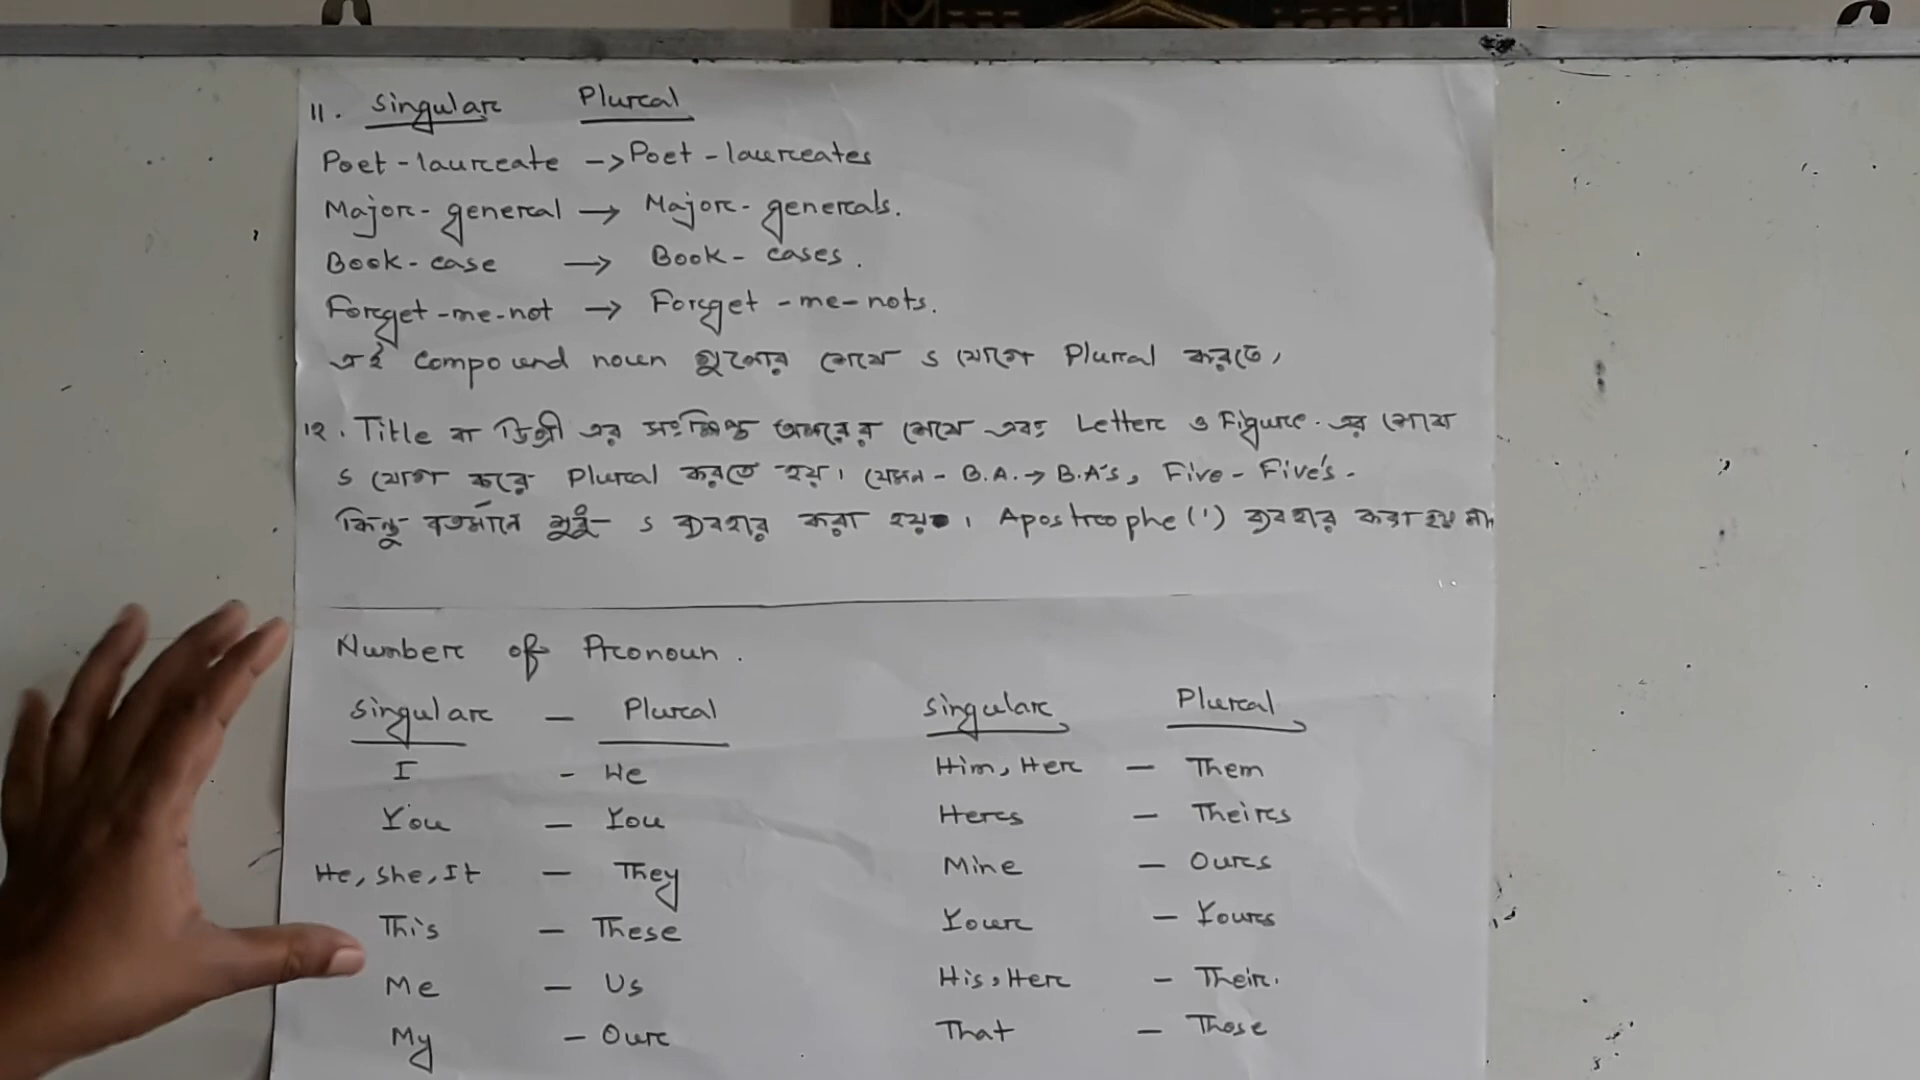 11. Singular Plural
Poet-laureate -> Poet-laureates
Major-general → Major-generals.
Book-case → Book-cases.
Forget-me-not → Forget-me-nots.
এই Compound noun গুলোর শেষে s যোগে Plural করতে,
১২. Title বা ডিগ্রী এর সংক্ষিপ্ত অক্ষরের শেষে এবং Letter ও Figure. এর শেষে
s যোগ করে Plural করতে হয়। যেমন - B.A. → B.A's, Five - Five's.
কিন্তু বর্তমানে শুধু s ব্যবহার করা হয়। Apostrophe (') ব্যবহার করা হয় না
Number of Pronoun.
Singular - Plural
I - We
You - You
He, She, It - They
This - These
Me - Us
My - Our
Singular Plural
Him, Her - Them
Hers - Theirs
Mine - Ours
Your - Yours
His, Her - Their.
That - Those